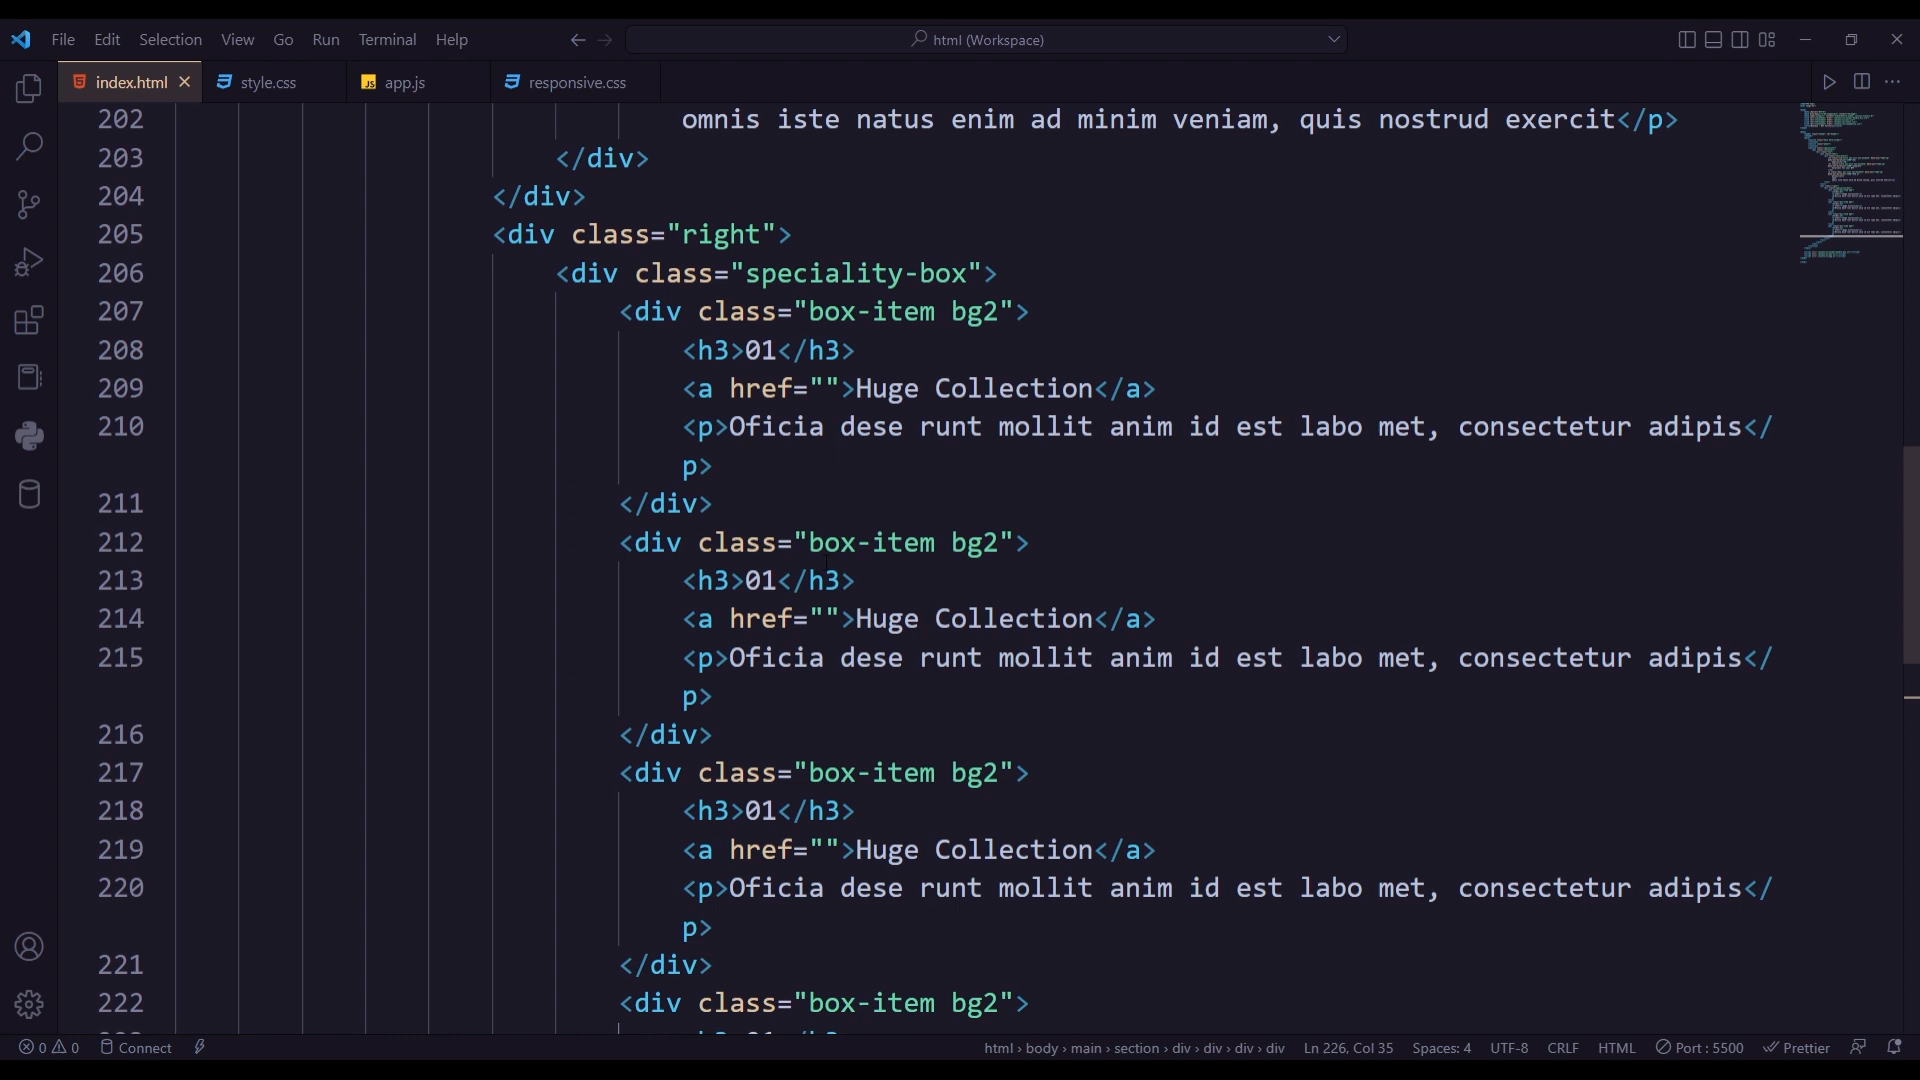 File Edit Selection View Go Run Terminal Help html (Workspace)
index.html style.css app.js responsive.css
202 omnis iste natus enim ad minim veniam, quis nostrud exercit</p>
203 </div>
204 </div>
205 <div class="right">
206 <div class="speciality-box">
207 <div class="box-item bg2">
208 <h3>01</h3>
209 <a href="">Huge Collection</a>
210 <p>Oficia dese runt mollit anim id est labo met, consectetur adipis</
p>
211 </div>
212 <div class="box-item bg2">
213 <h3>01</h3>
214 <a href="">Huge Collection</a>
215 <p>Oficia dese runt mollit anim id est labo met, consectetur adipis</
p>
216 </div>
217 <div class="box-item bg2">
218 <h3>01</h3>
219 <a href="">Huge Collection</a>
220 <p>Oficia dese runt mollit anim id est labo met, consectetur adipis</
p>
221 </div>
222 <div class="box-item bg2">
0 0 Connect html › body › main › section › div › div › div › div Ln 226, Col 35 Spaces: 4 UTF-8 CRLF HTML Port : 5500 Prettier